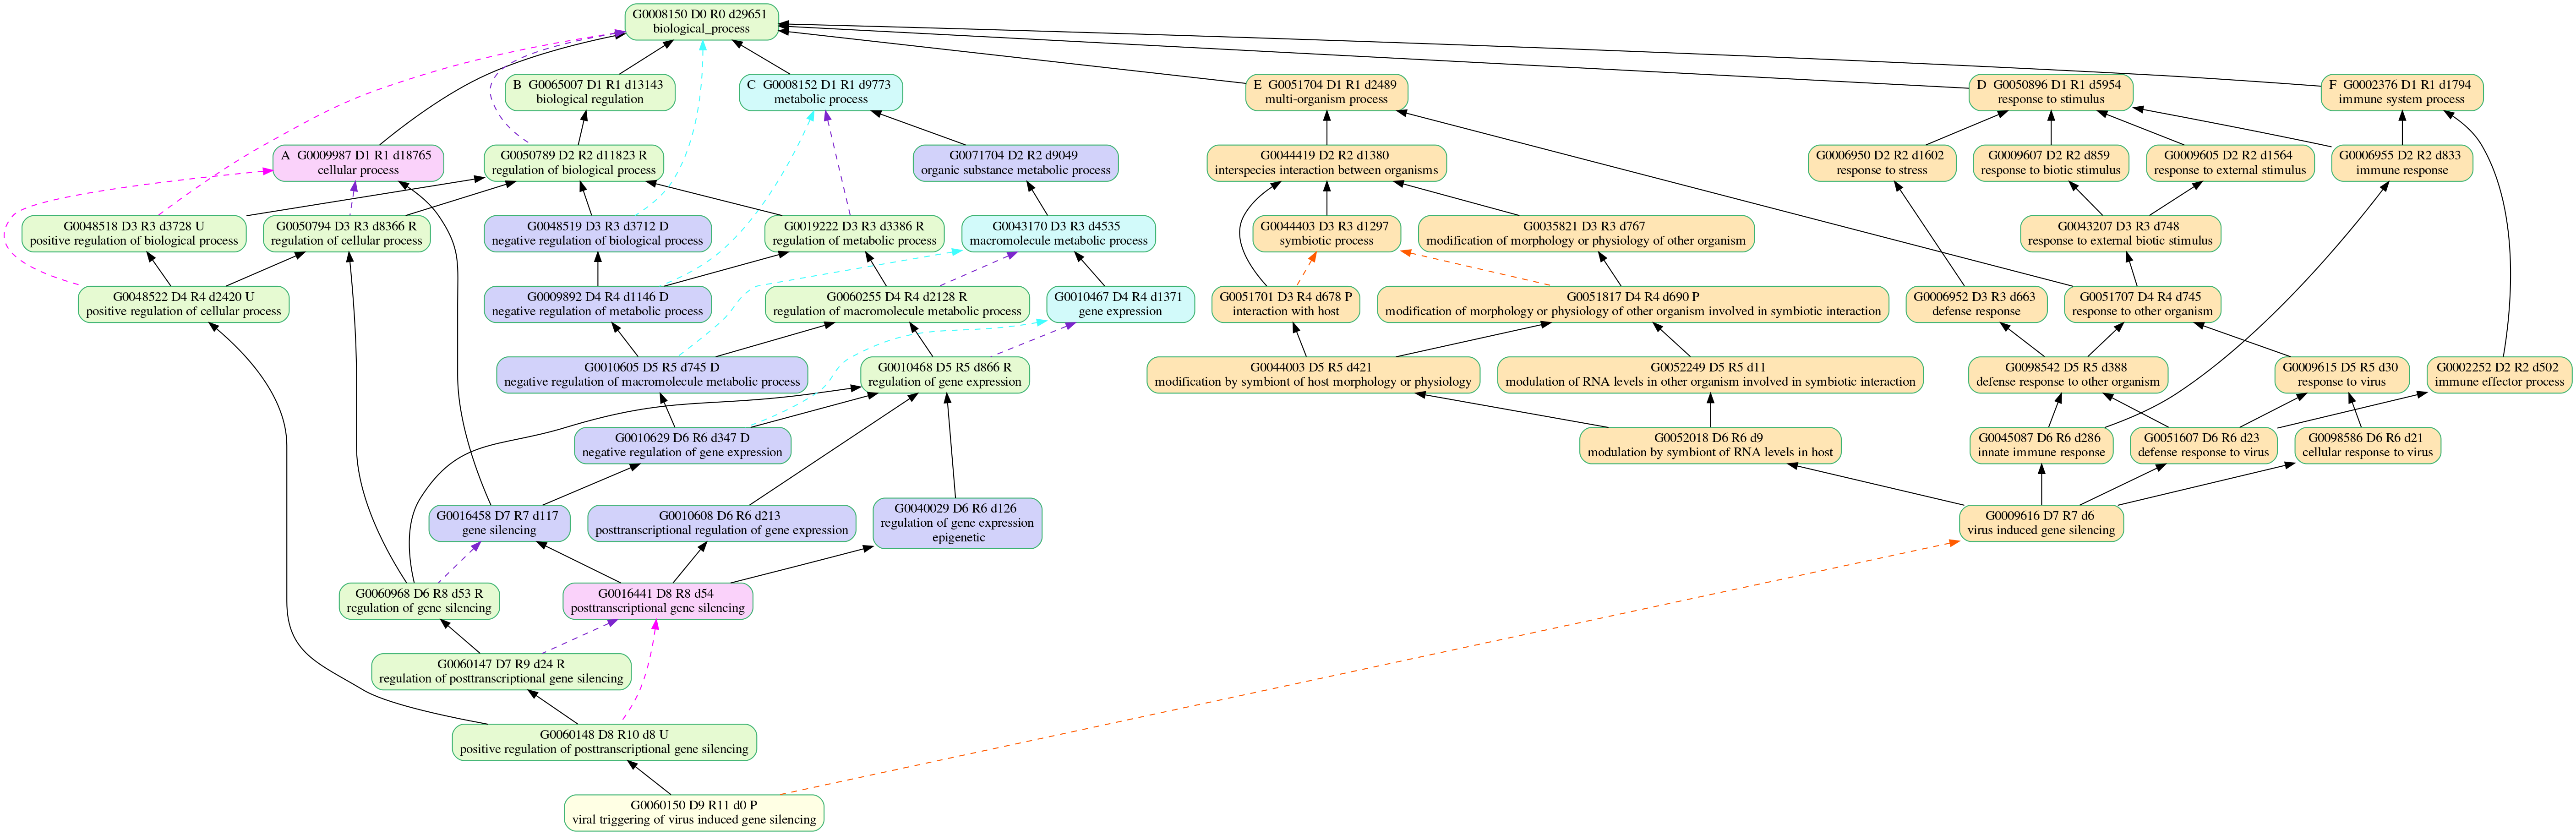 G0008150 D0 R0 d29651
biological_process
B G0065007 D1 R1 d13143
biological regulation
C G0008152 D1 R1 d9773
metabolic process
E G0051704 D1 R1 d2489
multi-organism process
D G0050896 D1 R1 d5954
response to stimulus
F G0002376 D1 R1 d1794
immune system process
A G0009987 D1 R1 d18765
cellular process
G0050789 D2 R2 d11823 R
regulation of biological process
G0071704 D2 R2 d9049
organic substance metabolic process
G0044419 D2 R2 d1380
interspecies interaction between organisms
G0006950 D2 R2 d1602
response to stress
G0009607 D2 R2 d859
response to biotic stimulus
G0009605 D2 R2 d1564
response to external stimulus
G0006955 D2 R2 d833
immune response
G0048518 D3 R3 d3728 U
positive regulation of biological process
G0050794 D3 R3 d8366 R
regulation of cellular process
G0048519 D3 R3 d3712 D
negative regulation of biological process
G0019222 D3 R3 d3386 R
regulation of metabolic process
G0043170 D3 R3 d4535
macromolecule metabolic process
G0044403 D3 R3 d1297
symbiotic process
G0035821 D3 R3 d767
modification of morphology or physiology of other organism
G0043207 D3 R3 d748
response to external biotic stimulus
G0048522 D4 R4 d2420 U
positive regulation of cellular process
G0009892 D4 R4 d1146 D
negative regulation of metabolic process
G0060255 D4 R4 d2128 R
regulation of macromolecule metabolic process
G0010467 D4 R4 d1371
gene expression
G0051701 D3 R4 d678 P
interaction with host
G0051817 D4 R4 d690 P
modification of morphology or physiology of other organism involved in symbiotic interaction
G0006952 D3 R3 d663
defense response
G0051707 D4 R4 d745
response to other organism
G0010605 D5 R5 d745 D
negative regulation of macromolecule metabolic process
G0010468 D5 R5 d866 R
regulation of gene expression
G0044003 D5 R5 d421
modification by symbiont of host morphology or physiology
G0052249 D5 R5 d11
modulation of RNA levels in other organism involved in symbiotic interaction
G0098542 D5 R5 d388
defense response to other organism
G0009615 D5 R5 d30
response to virus
G0002252 D2 R2 d502
immune effector process
G0010629 D6 R6 d347 D
negative regulation of gene expression
G0052018 D6 R6 d9
modulation by symbiont of RNA levels in host
G0045087 D6 R6 d286
innate immune response
G0051607 D6 R6 d23
defense response to virus
G0098586 D6 R6 d21
cellular response to virus
G0016458 D7 R7 d117
gene silencing
G0010608 D6 R6 d213
posttranscriptional regulation of gene expression
G0040029 D6 R6 d126
regulation of gene expression
epigenetic
G0009616 D7 R7 d6
virus induced gene silencing
G0060968 D6 R8 d53 R
regulation of gene silencing
G0016441 D8 R8 d54
posttranscriptional gene silencing
G0060147 D7 R9 d24 R
regulation of posttranscriptional gene silencing
G0060148 D8 R10 d8 U
positive regulation of posttranscriptional gene silencing
G0060150 D9 R11 d0 P
viral triggering of virus induced gene silencing